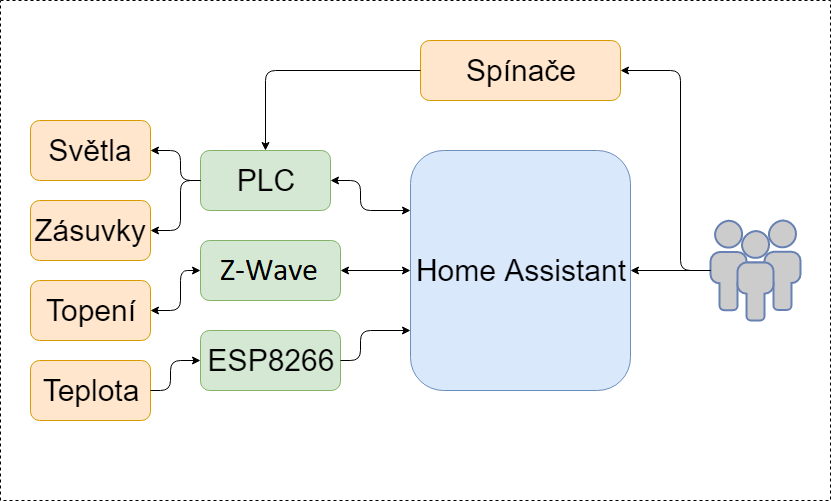 Spínače
Světla
PLC
Zásuvky
Z-Wave
Home Assistant
Topení
ESP8266
Teplota